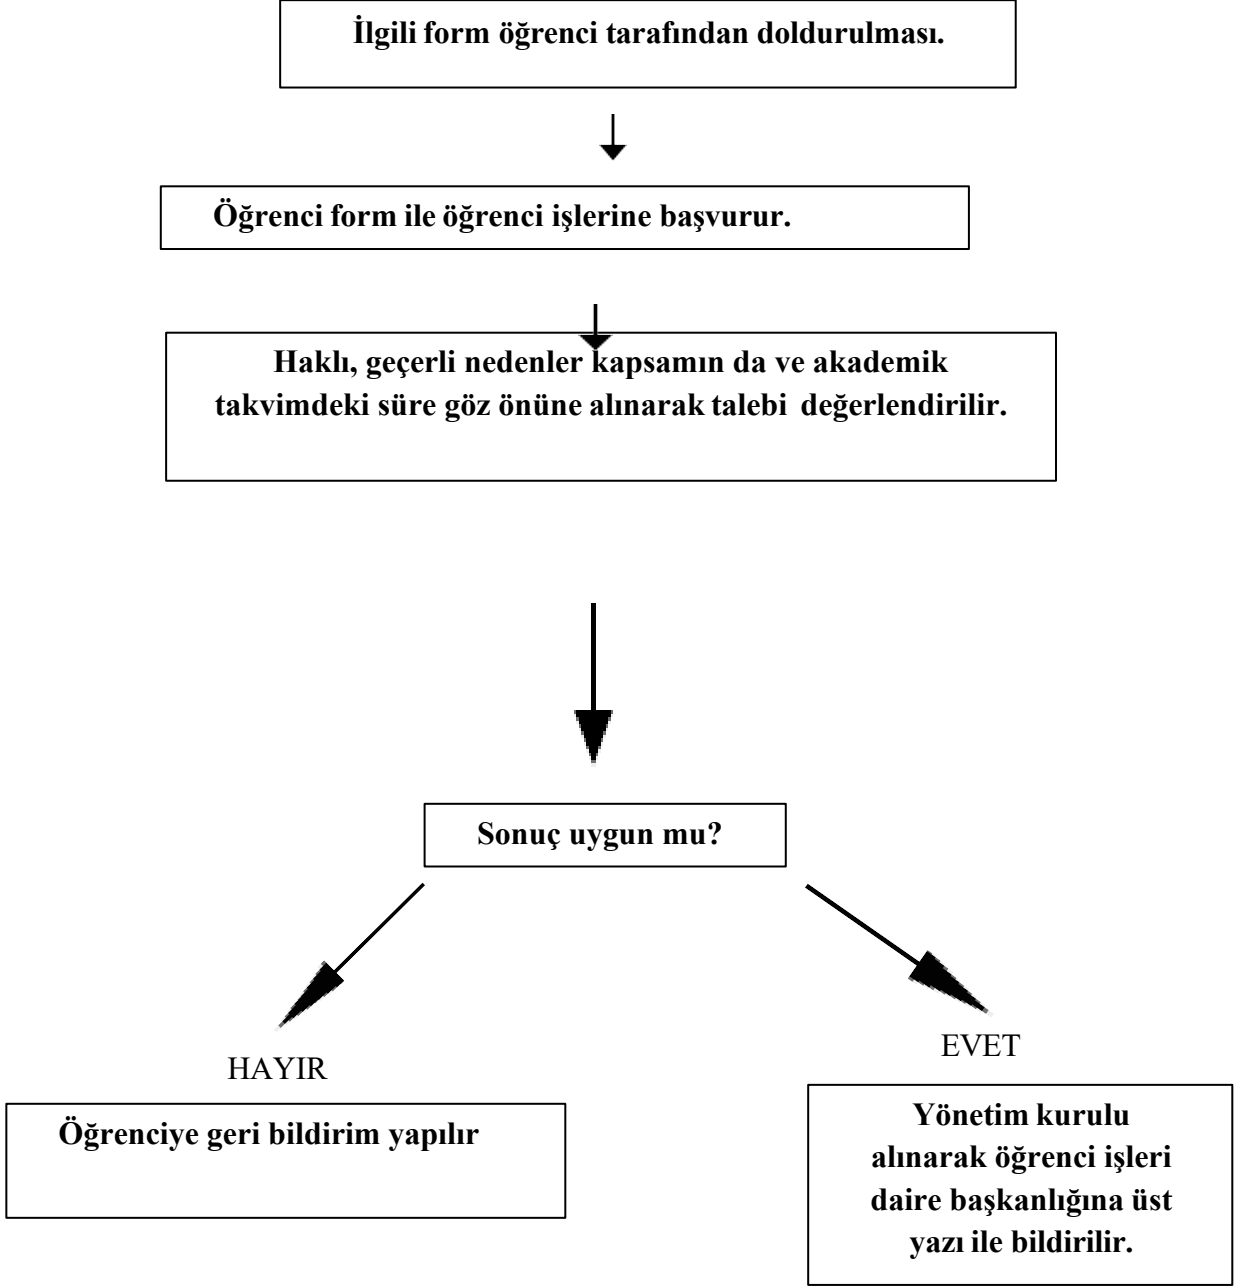 İlgili form öğrenci tarafından doldurulması.
Öğrenci form ile öğrenci işlerine başvurur.
Haklı, geçerli nedenler kapsamın da ve akademik
takvimdeki süre göz önüne alınarak talebi değerlendirilir.
Sonuç uygun mu?
HAYIR
Öğrenciye geri bildirim yapılır
EVET
Yönetim kurulu
alınarak öğrenci işleri
daire başkanlığına üst
yazı ile bildirilir.